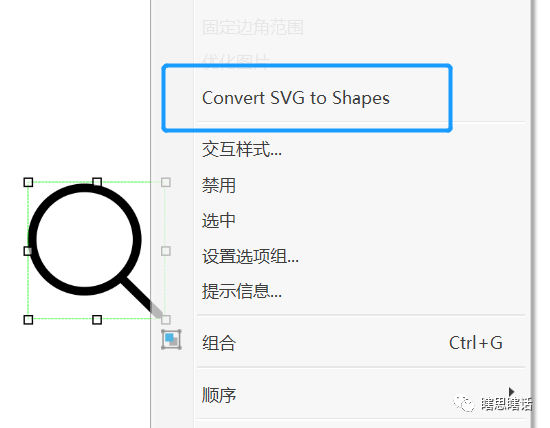 固定边角范围
优化图片
Convert SVG to Shapes
交互样式...
禁用
选中
设置选项组...
提示信息...
组合 Ctrl+G
顺序
瞎思瞎话